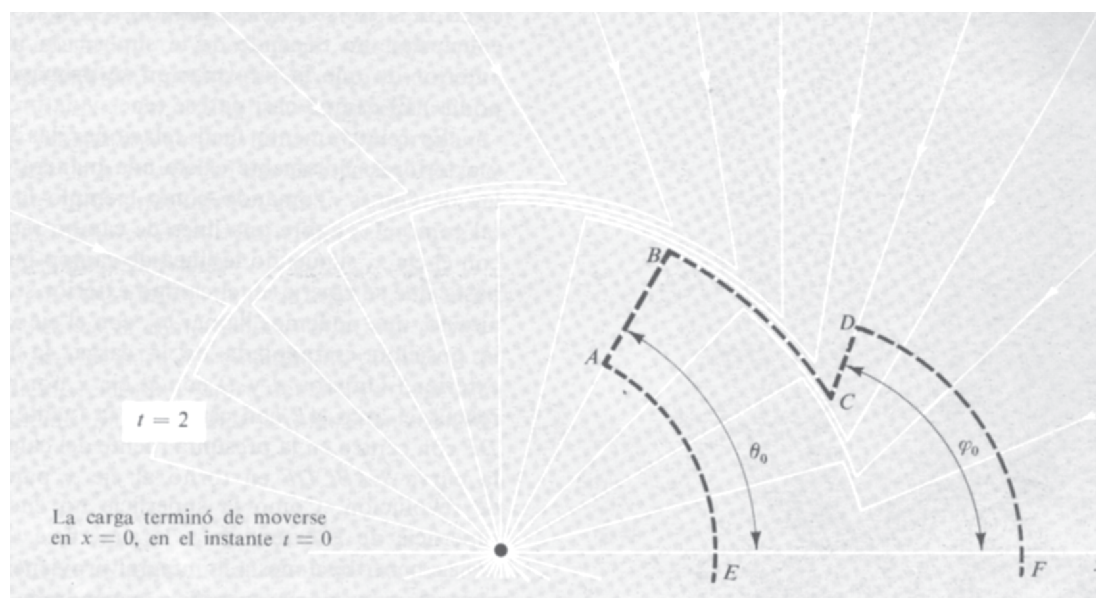 B
D
A
C
t = 2
θ₀
φ₀
La carga terminó de moverse
en x = 0, en el instante t = 0
E
F